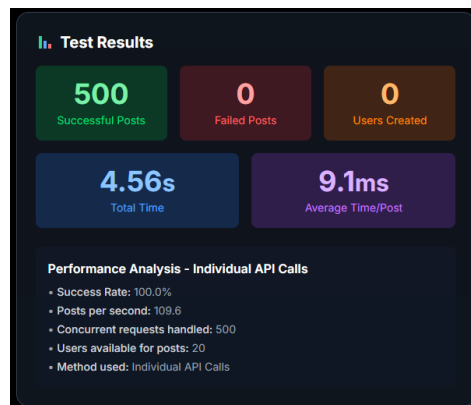 Test Results
500
Successful Posts
0
Failed Posts
0
Users Created
4.56s
Total Time
9.1ms
Average Time/Post
Performance Analysis - Individual API Calls
• Success Rate: 100.0%
• Posts per second: 109.6
• Concurrent requests handled: 500
• Users available for posts: 20
• Method used: Individual API Calls